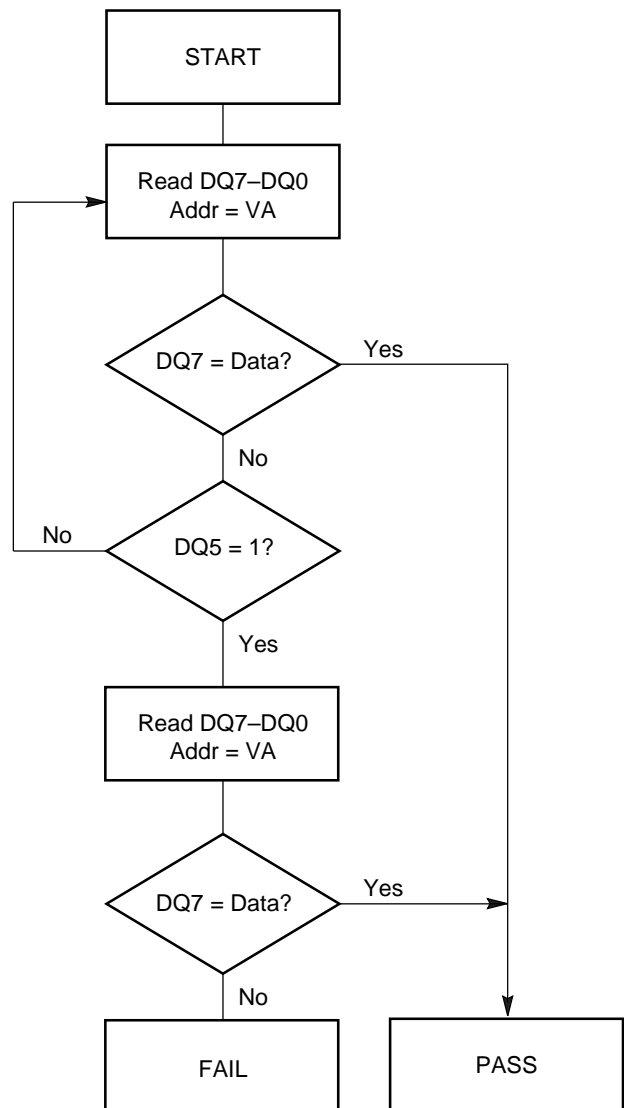 START
Read DQ7–DQ0
Addr = VA
DQ7 = Data?
Yes
No
No
DQ5 = 1?
Yes
Read DQ7–DQ0
Addr = VA
DQ7 = Data?
Yes
No
FAIL
PASS